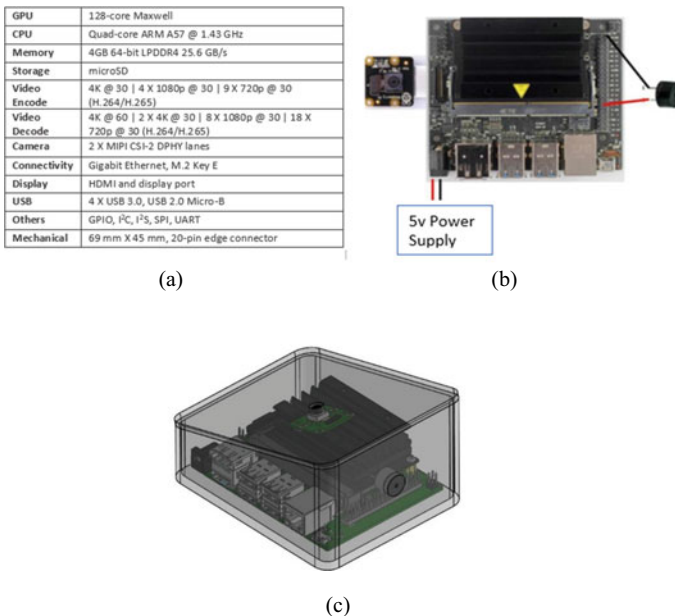 GPU 128-core Maxwell
CPU Quad-core ARM A57 @ 1.43 GHz
Memory 4GB 64-bit LPDDR4 25.6 GB/s
Storage microSD
Video Encode 4K @ 30 | 4 X 1080p @ 30 | 9 X 720p @ 30
(H.264/H.265)
Video Decode 4K @ 60 | 2 X 4K @ 30 | 8 X 1080p @ 30 | 18 X
720p @ 30 (H.264/H.265)
Camera 2 X MIPI CSI-2 DPHY lanes
Connectivity Gigabit Ethernet, M.2 Key E
Display HDMI and display port
USB 4 X USB 3.0, USB 2.0 Micro-B
Others GPIO, I²C, I²S, SPI, UART
Mechanical 69 mm X 45 mm, 20-pin edge connector
5v Power
Supply
(a)
(b)
(c)